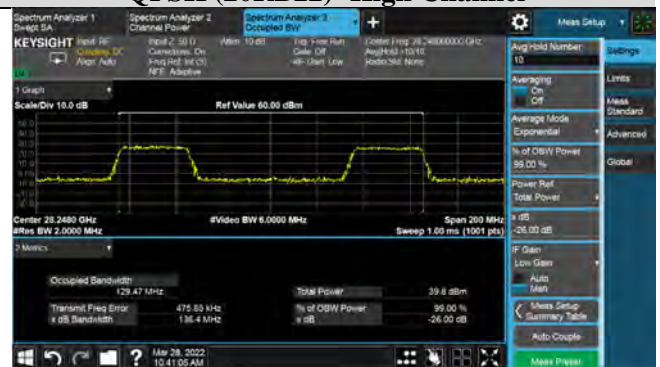 QPSK (10RB12) High Channel
Spectrum Analyzer 1
Swept SA
Spectrum Analyzer 2
Channel Power
Spectrum Analyzer 3
Occupied BW
+
Meas Setup
KEYSIGHT Input: RF
Coupling: DC
Align: Auto
Input Z: 50 Ω
Corrections: On
Freq Ref: Int (S)
NFE: Adaptive
Atten: 10 dB
Trig: Free Run
Gate: Off
#IF Gain: Low
Center Freq: 28.248000000 GHz
Avg|Hold: 10/10
Radio Std: None
1 Graph
Scale/Div 10.0 dB
Ref Value 60.00 dBm
Center 28.2480 GHz
#Res BW 2.0000 MHz
#Video BW 6.0000 MHz
Span 200 MHz
Sweep 1.00 ms (1001 pts)
2 Metrics
Occupied Bandwidth
129.47 MHz
Total Power
39.8 dBm
Transmit Freq Error
475.85 kHz
% of OBW Power
99.00 %
x dB Bandwidth
136.4 MHz
x dB
-26.00 dB
Mar 28, 2022
10:41:05 AM
Avg Hold Number
10
Averaging
On
Off
Average Mode
Exponential
% of OBW Power
99.00 %
Power Ref
Total Power
x dB
-26.00 dB
IF Gain
Low Gain
Auto
Man
Meas Setup
Summary Table
Auto Couple
Meas Preset
Settings
Limits
Meas
Standard
Advanced
Global